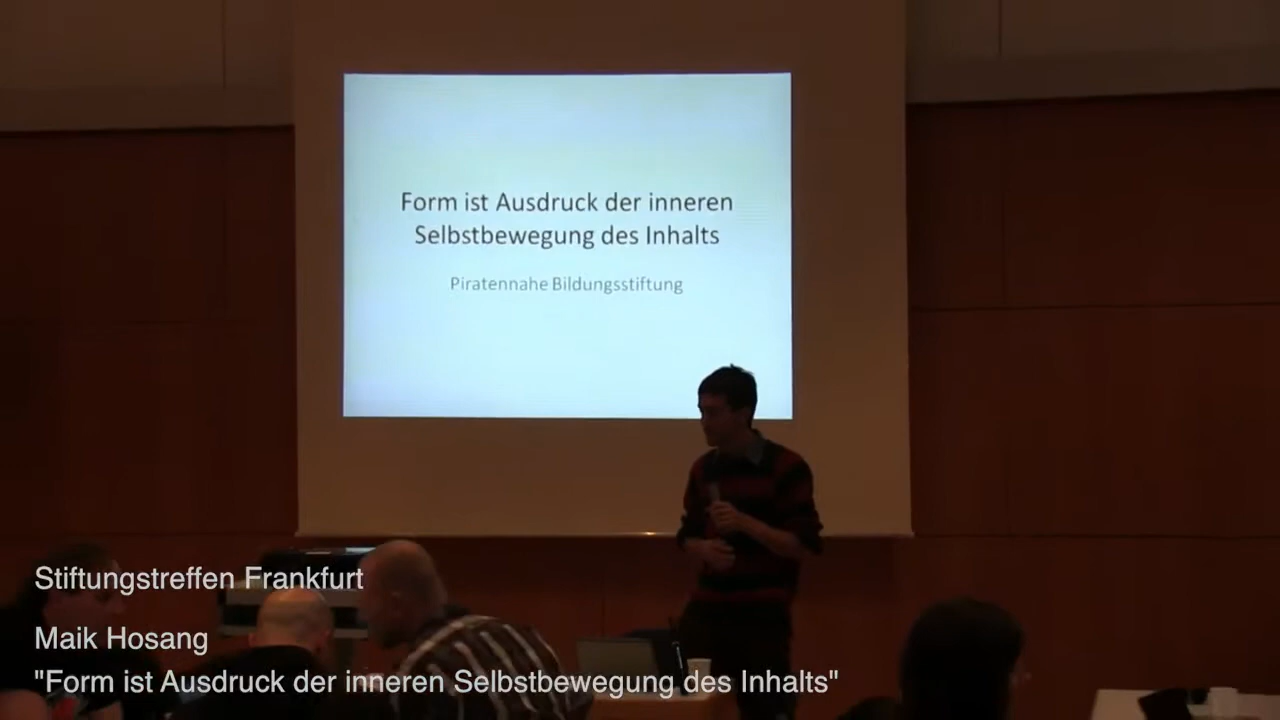 Form ist Ausdruck der inneren
Selbstbewegung des Inhalts
Piratennahe Bildungsstiftung
Stiftungstreffen Frankfurt
Maik Hosang
"Form ist Ausdruck der inneren Selbstbewegung des Inhalts"